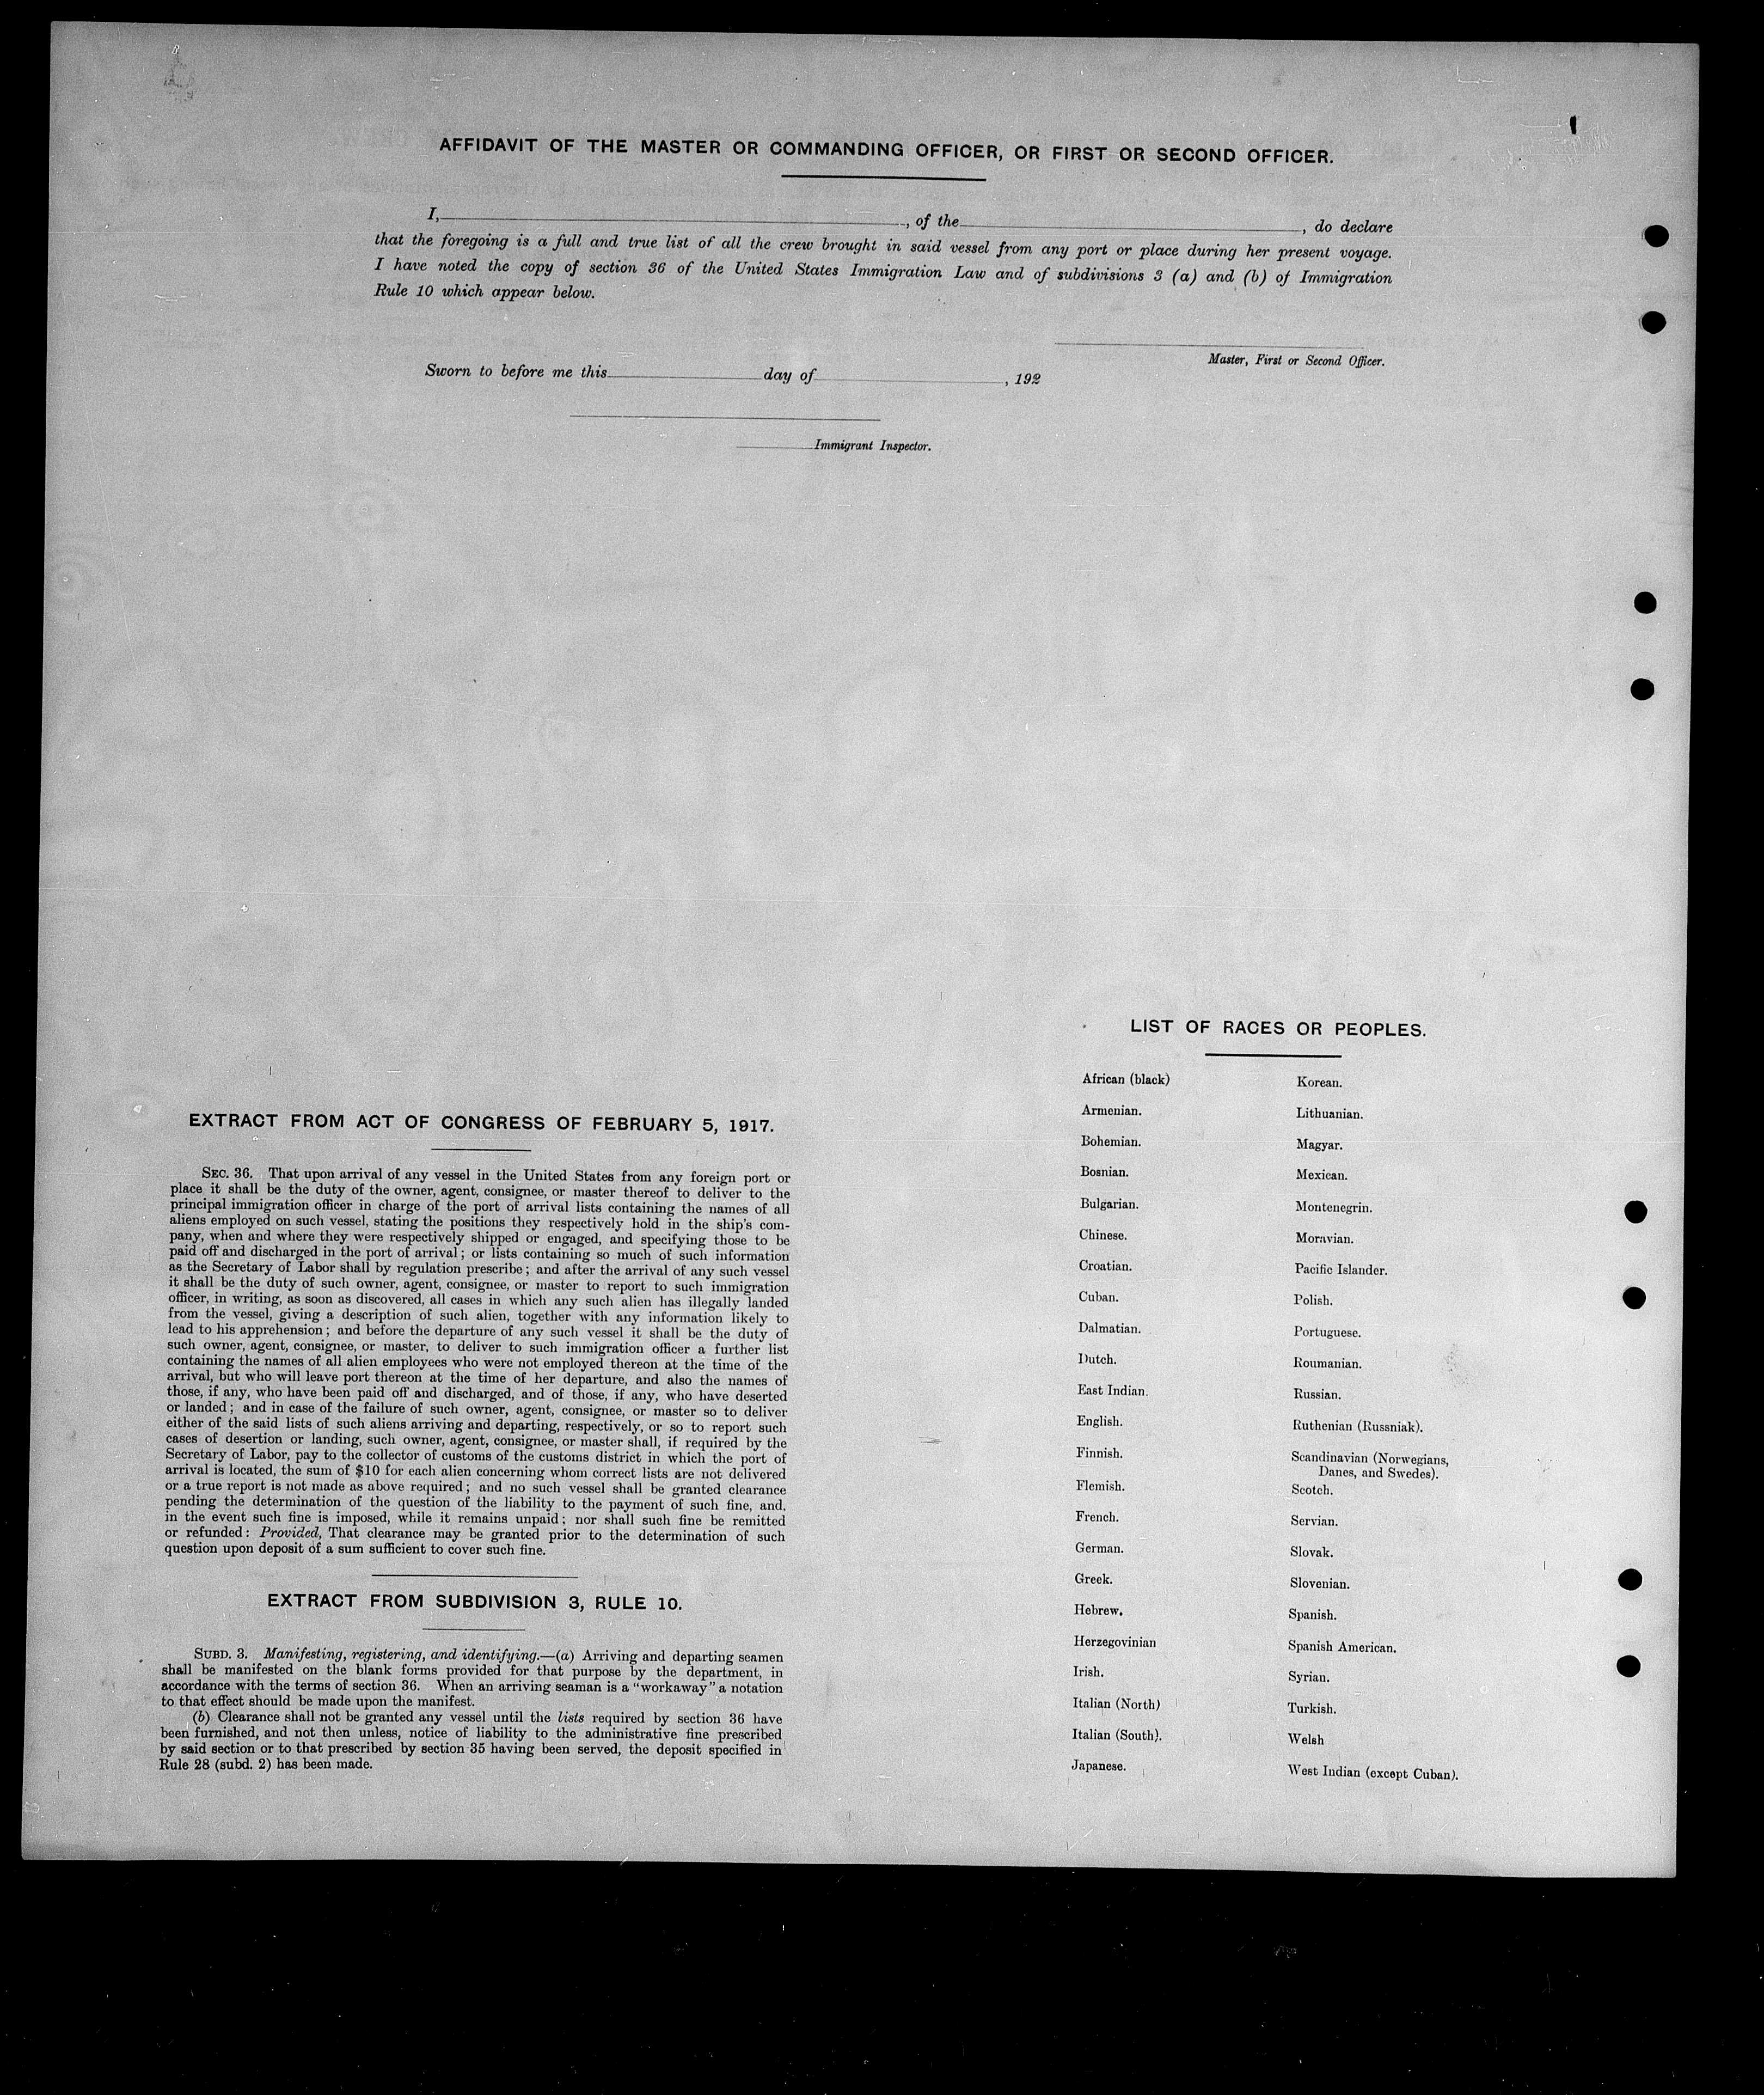 AFFIDAVIT OF THE MASTER OR COMMANDING OFFICER, OR FIRST OR SECOND OFFICER.
I, , of the , do declare
that the foregoing is a full and true list of all the crew brought in said vessel from any port or place during her present voyage.
I have noted the copy of section 36 of the United States Immigration Law and of subdivisions 3 (a) and (b) of Immigration
Rule 10 which appear below.
Master, First or Second Officer.
Sworn to before me this day of , 192
Immigrant Inspector.
EXTRACT FROM ACT OF CONGRESS OF FEBRUARY 5, 1917.
SEC. 36. That upon arrival of any vessel in the United States from any foreign port or
place it shall be the duty of the owner, agent, consignee, or master thereof to deliver to the
principal immigration officer in charge of the port of arrival lists containing the names of all
aliens employed on such vessel, stating the positions they respectively hold in the ship's com-
pany, when and where they were respectively shipped or engaged, and specifying those to be
paid off and discharged in the port of arrival; or lists containing so much of such information
as the Secretary of Labor shall by regulation prescribe; and after the arrival of any such vessel
it shall be the duty of such owner, agent, consignee, or master to report to such immigration
officer, in writing, as soon as discovered, all cases in which any such alien has illegally landed
from the vessel, giving a description of such alien, together with any information likely to
lead to his apprehension; and before the departure of any such vessel it shall be the duty of
such owner, agent, consignee, or master, to deliver to such immigration officer a further list
containing the names of all alien employees who were not employed thereon at the time of the
arrival, but who will leave port thereon at the time of her departure, and also the names of
those, if any, who have been paid off and discharged, and of those, if any, who have deserted
or landed; and in case of the failure of such owner, agent, consignee, or master so to deliver
either of the said lists of such aliens arriving and departing, respectively, or so to report such
cases of desertion or landing, such owner, agent, consignee, or master shall, if required by the
Secretary of Labor, pay to the collector of customs of the customs district in which the port of
arrival is located, the sum of $10 for each alien concerning whom correct lists are not delivered
or a true report is not made as above required; and no such vessel shall be granted clearance
pending the determination of the question of the liability to the payment of such fine, and,
in the event such fine is imposed, while it remains unpaid; nor shall such fine be remitted
or refunded: Provided, That clearance may be granted prior to the determination of such
question upon deposit of a sum sufficient to cover such fine.
EXTRACT FROM SUBDIVISION 3, RULE 10.
SUBD. 3. Manifesting, registering, and identifying.—(a) Arriving and departing seamen
shall be manifested on the blank forms provided for that purpose by the department, in
accordance with the terms of section 36. When an arriving seaman is a "workaway" a notation
to that effect should be made upon the manifest.
(b) Clearance shall not be granted any vessel until the lists required by section 36 have
been furnished, and not then unless, notice of liability to the administrative fine prescribed
by said section or to that prescribed by section 35 having been served, the deposit specified in
Rule 28 (subd. 2) has been made.
LIST OF RACES OR PEOPLES.
African (black)
Armenian.
Bohemian.
Bosnian.
Bulgarian.
Chinese.
Croatian.
Cuban.
Dalmatian.
Dutch.
East Indian.
English.
Finnish.
Flemish.
French.
German.
Greek.
Hebrew.
Herzegovinian
Irish.
Italian (North)
Italian (South).
Japanese.
Korean.
Lithuanian.
Magyar.
Mexican.
Montenegrin.
Moravian.
Pacific Islander.
Polish.
Portuguese.
Roumanian.
Russian.
Ruthenian (Russniak).
Scandinavian (Norwegians,
Danes, and Swedes).
Scotch.
Servian.
Slovak.
Slovenian.
Spanish.
Spanish American.
Syrian.
Turkish.
Welsh
West Indian (except Cuban).